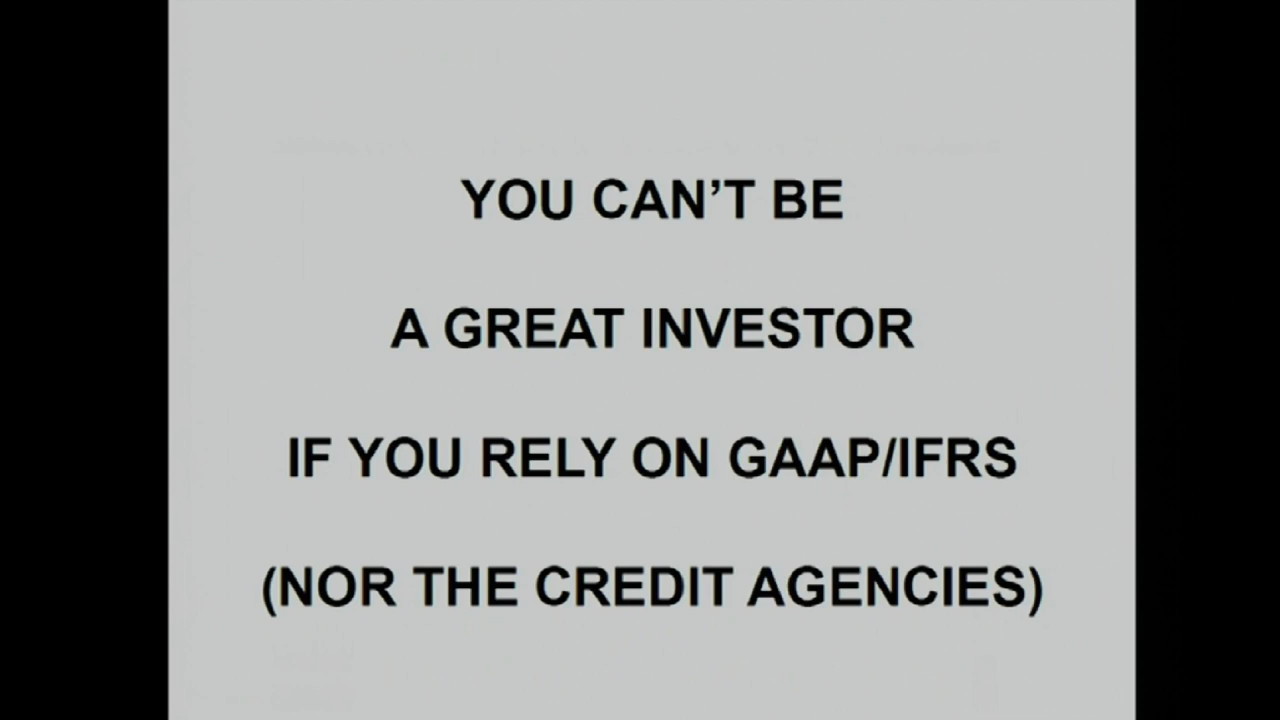 YOU CAN’T BE
A GREAT INVESTOR
IF YOU RELY ON GAAP/IFRS
(NOR THE CREDIT AGENCIES)